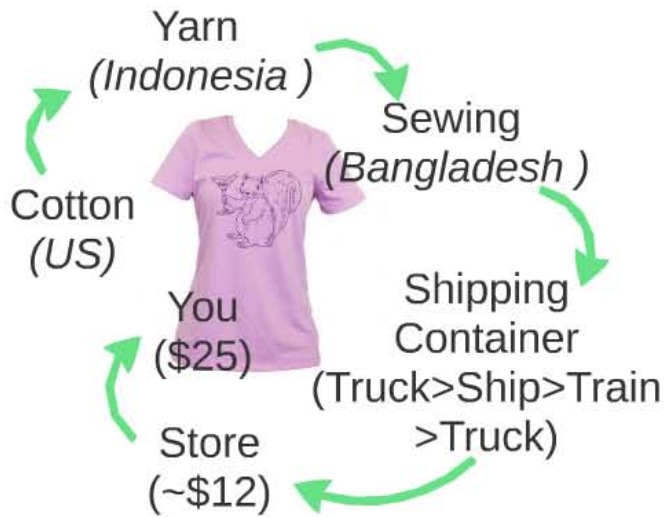 Yarn
(Indonesia )
Sewing
(Bangladesh )
Cotton
(US)
Shipping
Container
(Truck>Ship>Train
>Truck)
You
($25)
Store
(~$12)